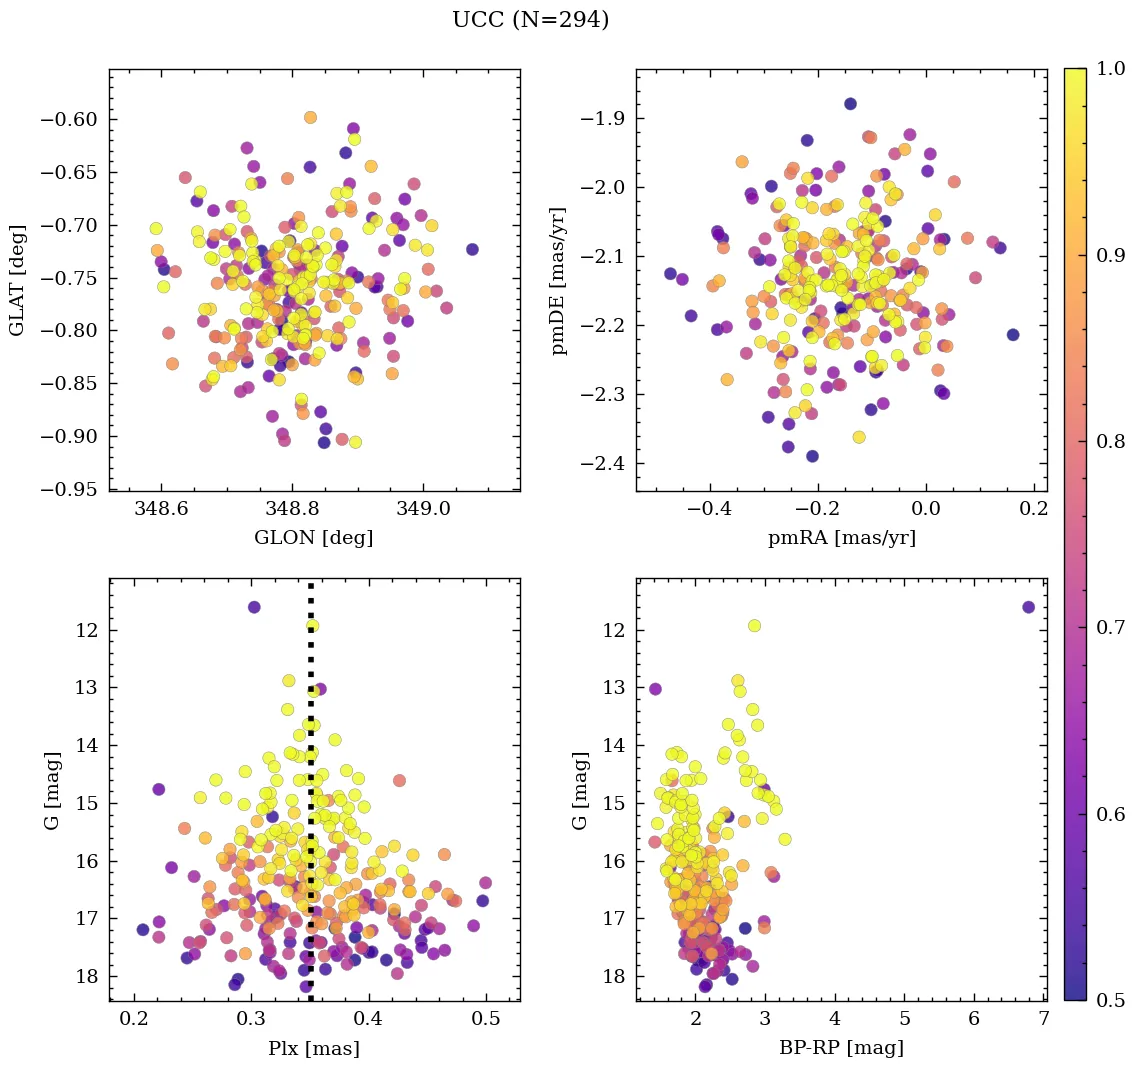 UCC (N=294)
−0.60
−0.65
−0.70
−0.75
−0.80
−0.85
−0.90
−0.95
GLAT [deg]
348.6 348.8 349.0
GLON [deg]
−1.9
−2.0
−2.1
−2.2
−2.3
−2.4
pmDE [mas/yr]
−0.4 −0.2 0.0 0.2
pmRA [mas/yr]
12
13
14
15
16
17
18
G [mag]
0.2 0.3 0.4 0.5
Plx [mas]
12
13
14
15
16
17
18
G [mag]
2 3 4 5 6 7
BP-RP [mag]
1.0
0.9
0.8
0.7
0.6
0.5